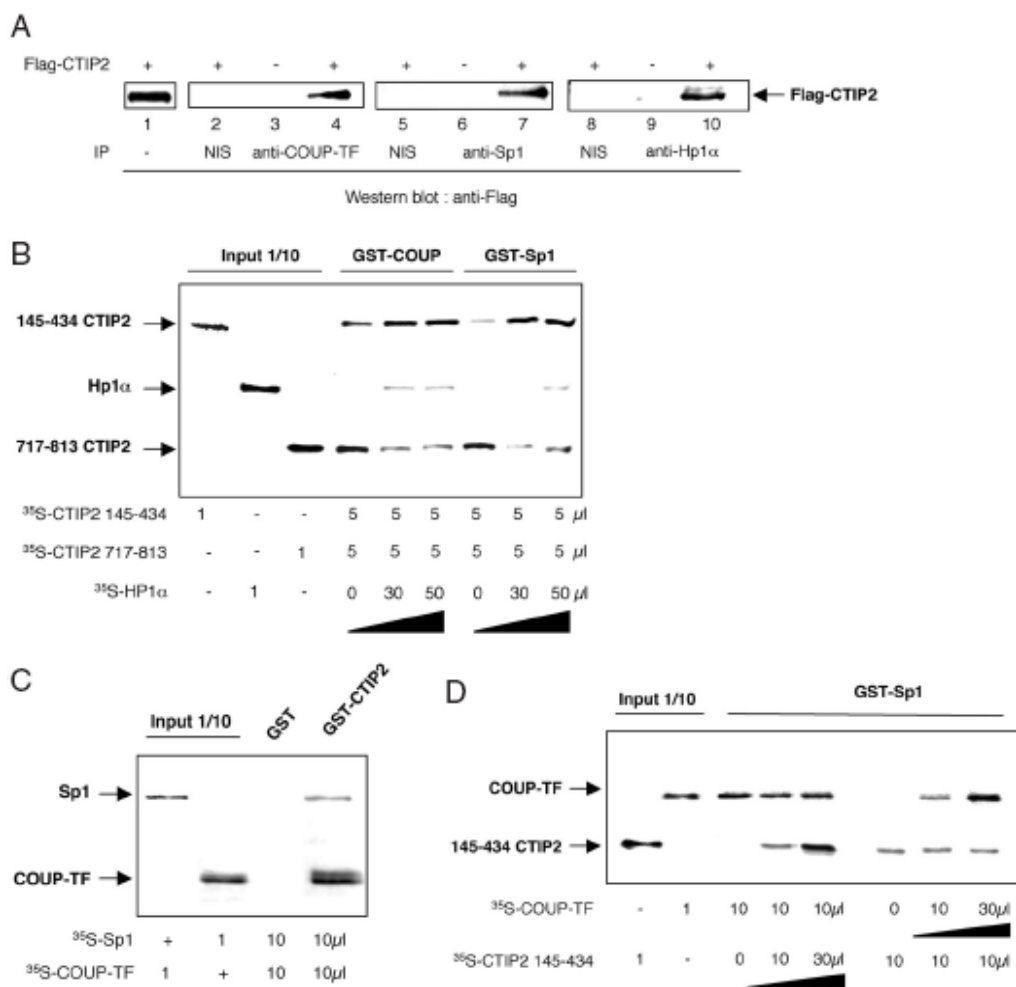 A
Flag-CTIP2 + + - + + - + + - +
Flag-CTIP2
1 2 3 4 5 6 7 8 9 10
IP - NIS anti-COUP-TF NIS anti-Sp1 NIS anti-Hp1α
Western blot : anti-Flag
B
Input 1/10 GST-COUP GST-Sp1
145-434 CTIP2
Hp1α
717-813 CTIP2
³⁵S-CTIP2 145-434 1 - - 5 5 5 5 5 5 µl
³⁵S-CTIP2 717-813 - - 1 5 5 5 5 5 5 µl
³⁵S-HP1α - 1 - 0 30 50 0 30 50 µl
C
Input 1/10 GST GST-CTIP2
Sp1
COUP-TF
³⁵S-Sp1 + 1 10 10µl
³⁵S-COUP-TF 1 + 10 10µl
D
Input 1/10 GST-Sp1
COUP-TF
145-434 CTIP2
³⁵S-COUP-TF - 1 10 10 10µl 0 10 30µl
³⁵S-CTIP2 145-434 1 - 0 10 30µl 10 10 10µl